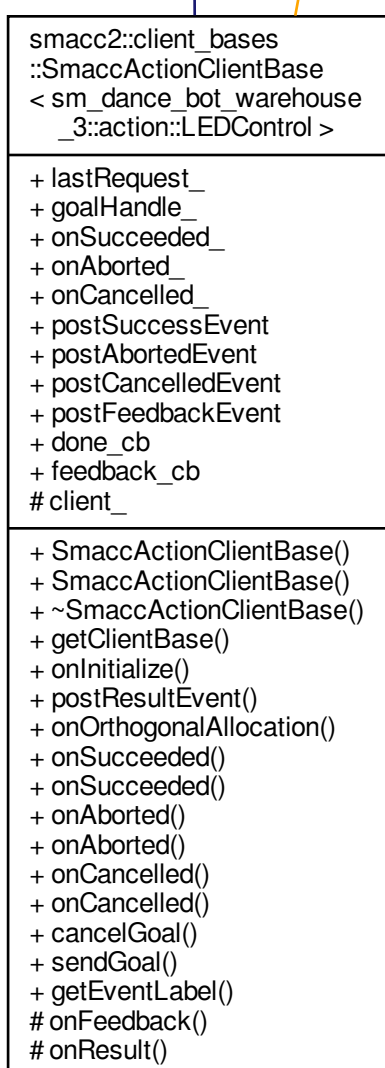 smacc2::client_bases
::SmaccActionClientBase
< sm_dance_bot_warehouse
_3::action::LEDControl >
+ lastRequest_
+ goalHandle_
+ onSucceeded_
+ onAborted_
+ onCancelled_
+ postSuccessEvent
+ postAbortedEvent
+ postCancelledEvent
+ postFeedbackEvent
+ done_cb
+ feedback_cb
# client_
+ SmaccActionClientBase()
+ SmaccActionClientBase()
+ ~SmaccActionClientBase()
+ getClientBase()
+ onInitialize()
+ postResultEvent()
+ onOrthogonalAllocation()
+ onSucceeded()
+ onSucceeded()
+ onAborted()
+ onAborted()
+ onCancelled()
+ onCancelled()
+ cancelGoal()
+ sendGoal()
+ getEventLabel()
# onFeedback()
# onResult()